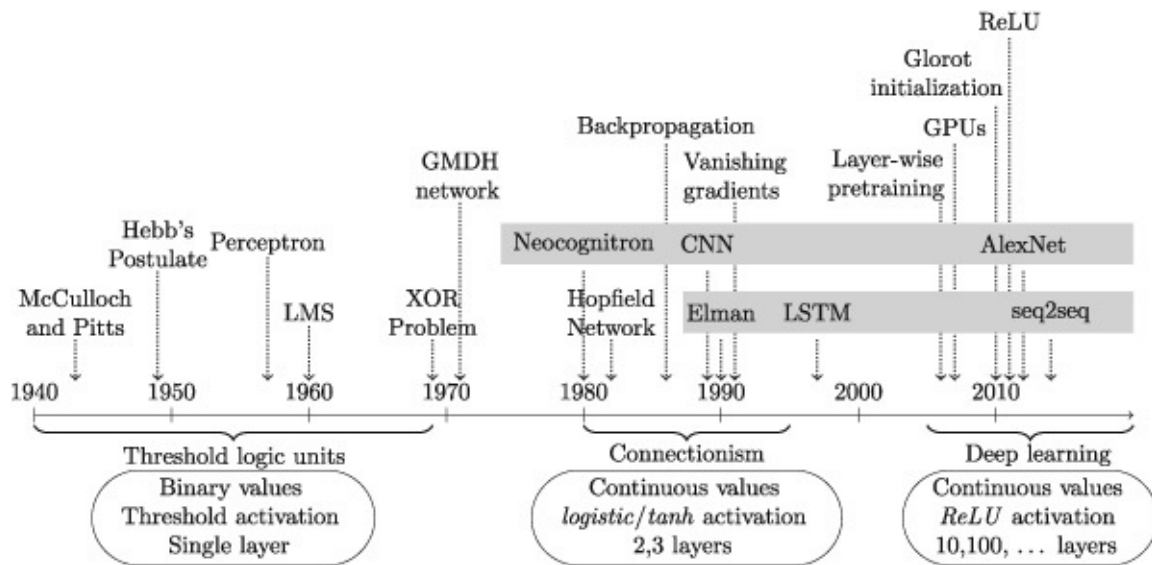 ReLU
Glorot
initialization
Backpropagation
GPUs
GMDH
network
Vanishing
gradients
Layer-wise
pretraining
Hebb's
Postulate
Perceptron
Neocognitron
CNN
AlexNet
McCulloch
and Pitts
LMS
XOR
Problem
Hopfield
Network
Elman
LSTM
seq2seq
1940
1950
1960
1970
1980
1990
2000
2010
Threshold logic units
Binary values
Threshold activation
Single layer
Connectionism
Continuous values
logistic/tanh activation
2,3 layers
Deep learning
Continuous values
ReLU activation
10,100, ... layers